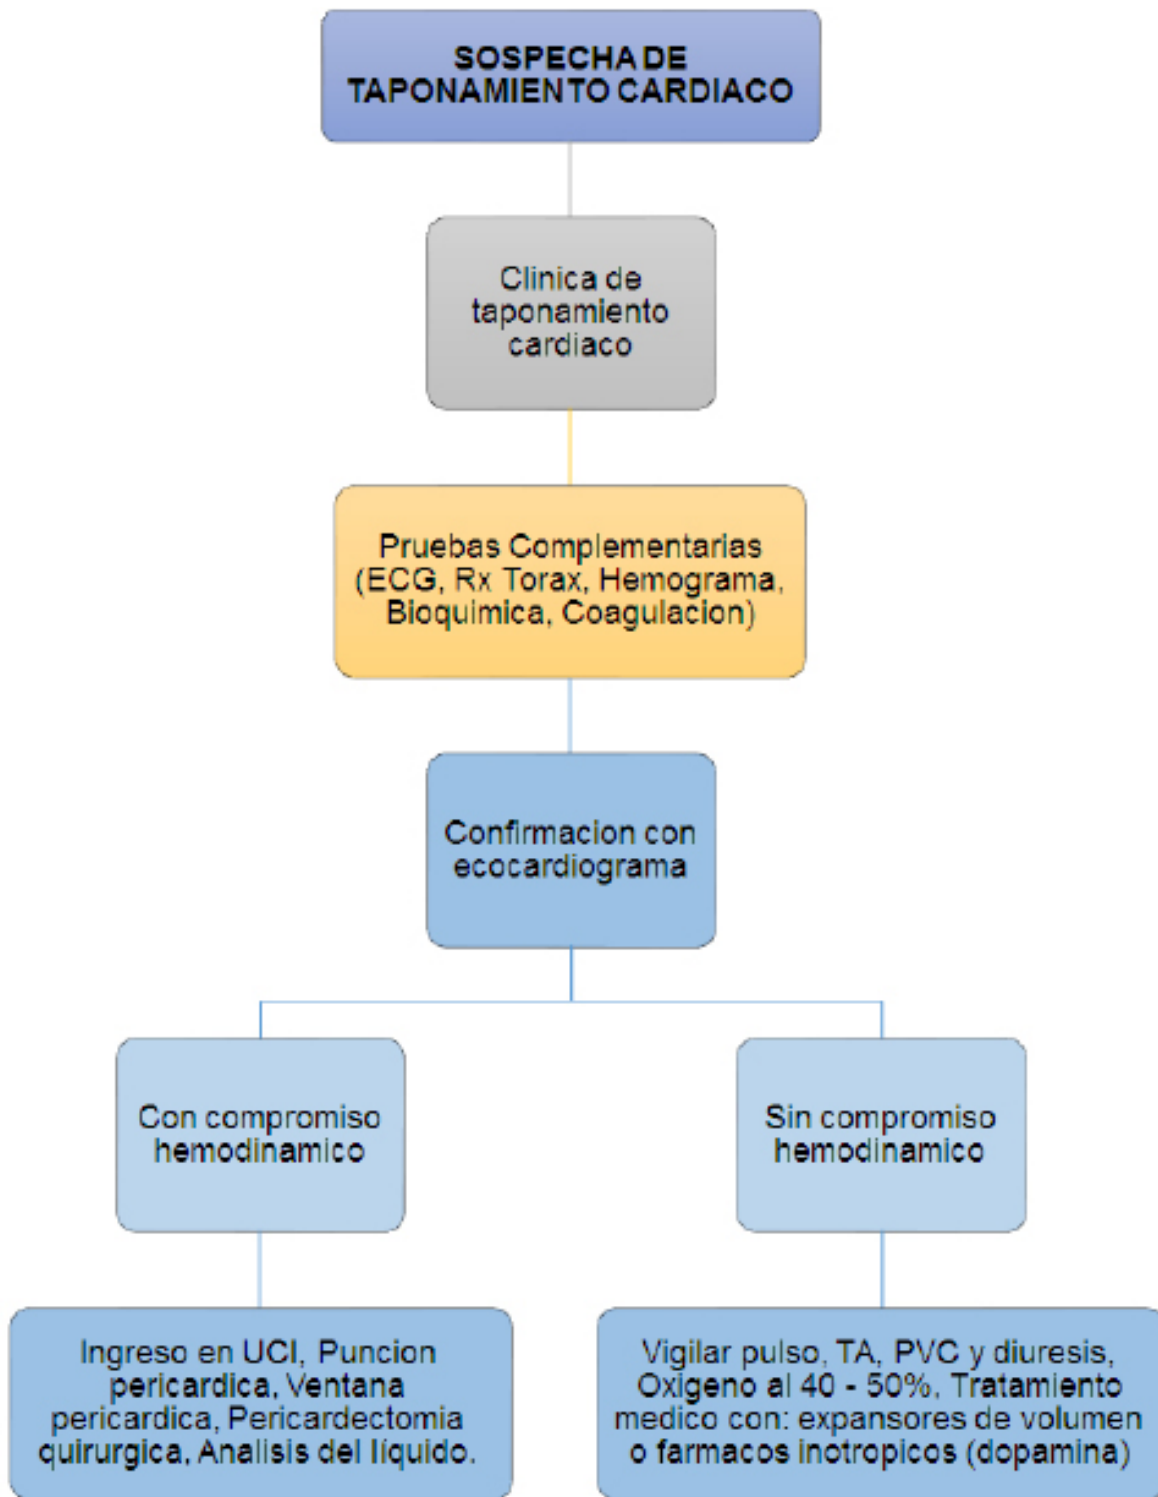 SOSPECHA DE
TAPONAMIENTO CARDIACO
Clinica de
taponamiento
cardiaco
Pruebas Complementarias
(ECG, Rx Torax, Hemograma,
Bioquimica, Coagulacion)
Confirmacion con
ecocardiograma
Con compromiso
hemodinamico
Sin compromiso
hemodinamico
Ingreso en UCI, Puncion
pericardica, Ventana
pericardica, Pericardectomia
quirurgica, Analisis del líquido.
Vigilar pulso, TA, PVC y diuresis,
Oxigeno al 40 - 50%, Tratamiento
medico con: expansores de volumen
o farmacos inotropicos (dopamina)